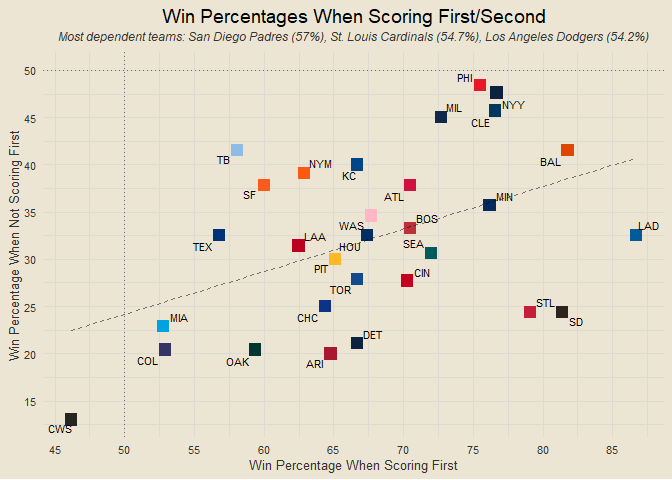 Win Percentages When Scoring First/Second
Most dependent teams: San Diego Padres (57%), St. Louis Cardinals (54.7%), Los Angeles Dodgers (54.2%)
Win Percentage When Not Scoring First
50
45
40
35
30
25
20
15
PHI
NYY
MIL
CLE
TB
BAL
NYM
KC
SF
ATL
MIN
WAS
BOS
LAD
TEX
LAA
HOU
SEA
PIT
CIN
TOR
STL
CHC
SD
MIA
DET
COL
OAK
ARI
CWS
45
50
55
60
65
70
75
80
85
Win Percentage When Scoring First